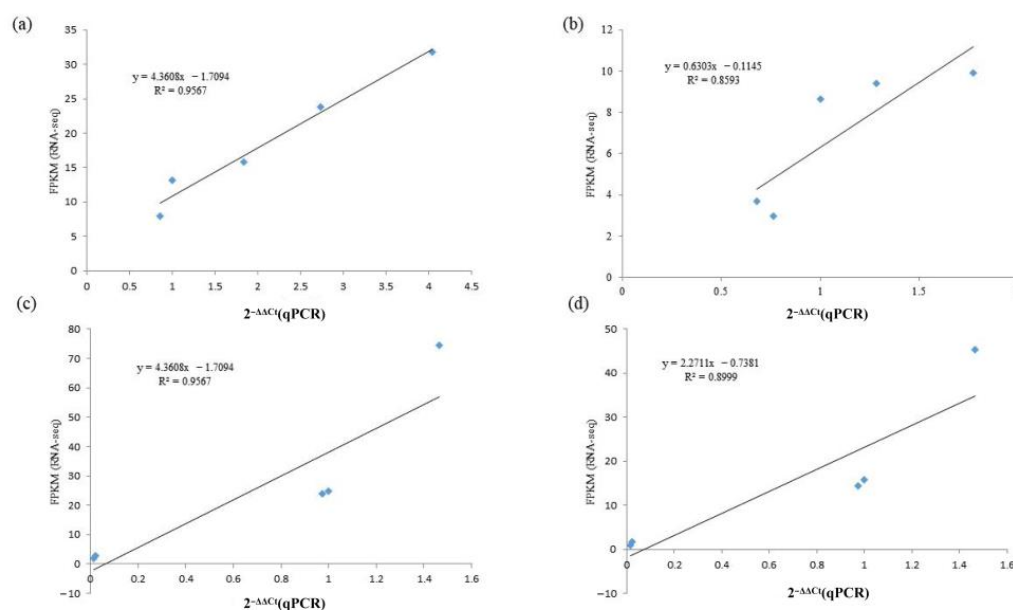 (a)
35
30
25
20
15
10
5
0
y = 4.3608x − 1.7094
R² = 0.9567
FPKM (RNA-seq)
0 0.5 1 1.5 2 2.5 3 3.5 4 4.5
2⁻ΔΔCt(qPCR)
(b)
12
10
8
6
4
2
0
y = 0.6303x − 0.1145
R² = 0.8593
FPKM (RNA-seq)
0 0.5 1 1.5
2⁻ΔΔCt(qPCR)
(c)
80
70
60
50
40
30
20
10
0
−10
y = 4.3608x − 1.7094
R² = 0.9567
FPKM (RNA-seq)
0 0.2 0.4 0.6 0.8 1 1.2 1.4 1.6
2⁻ΔΔCt(qPCR)
(d)
50
40
30
20
10
0
−10
y = 2.2711x − 0.7381
R² = 0.8999
FPKM (RNA-seq)
0 0.2 0.4 0.6 0.8 1 1.2 1.4 1.6
2⁻ΔΔCt(qPCR)